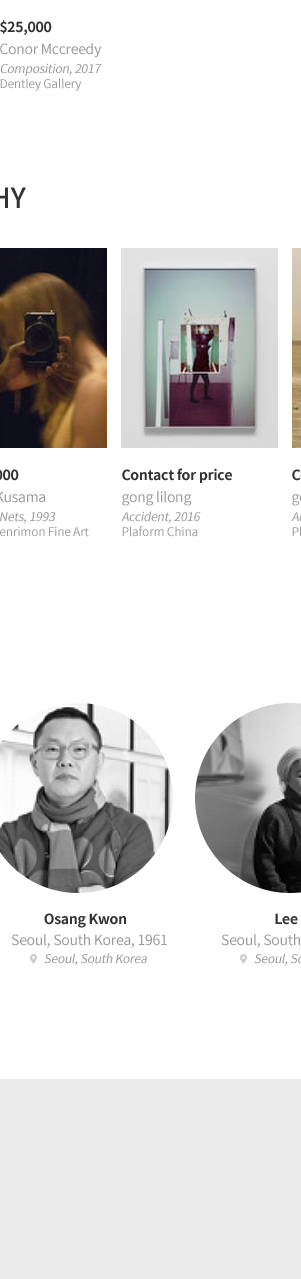 $25,000
Conor Mccreedy
Composition, 2017
Dentley Gallery
HY
000
Kusama
Nets, 1993
enrimon Fine Art
Contact for price
gong lilong
Accident, 2016
Plaform China
Osang Kwon
Seoul, South Korea, 1961
Seoul, South Korea
Lee
Seoul, South
Seoul, So